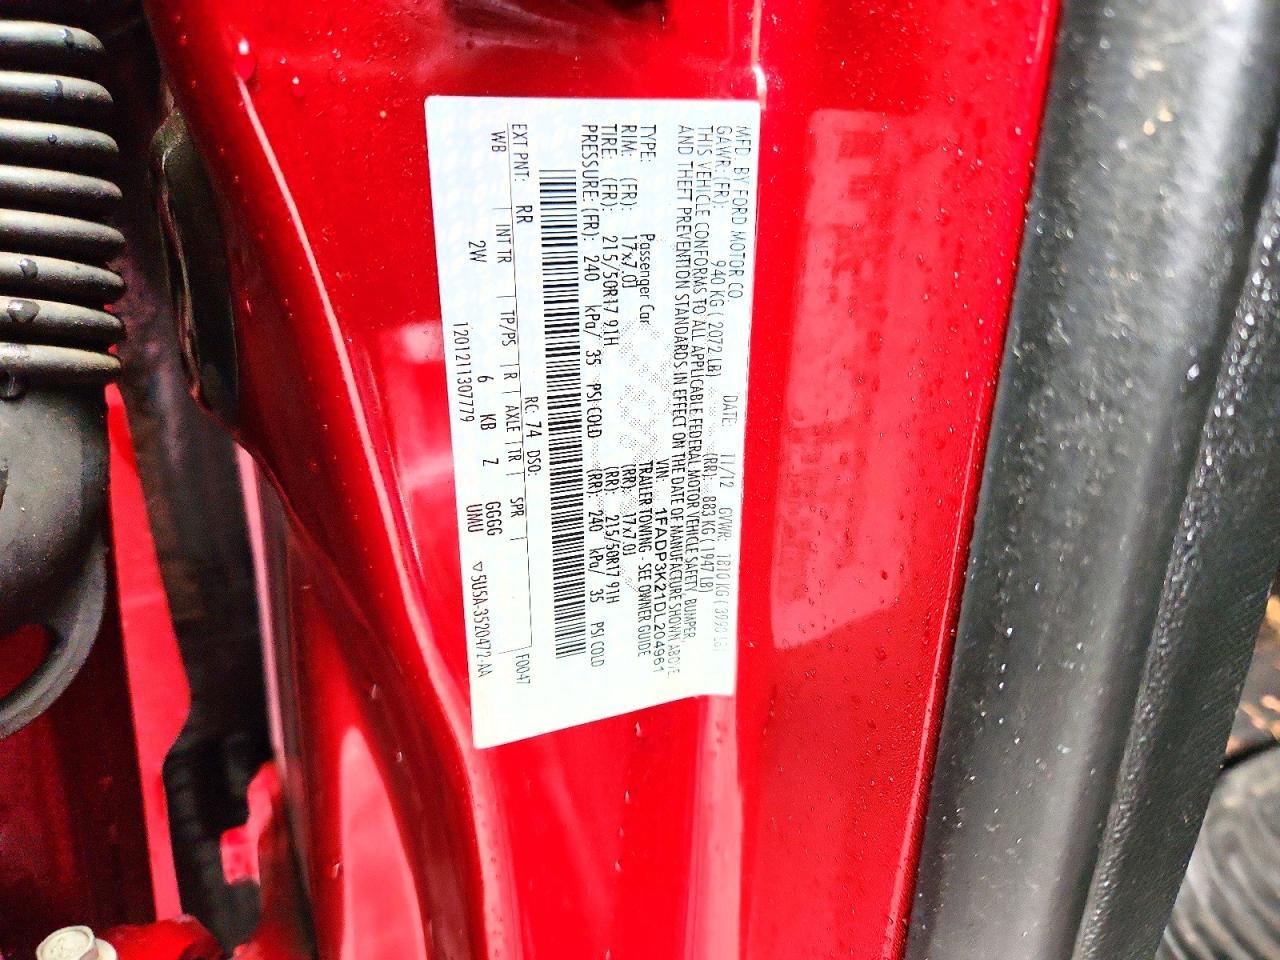 MFD BY FORD MOTOR CO.
DATE: 11/12 GVWR: 1810 KG ( 3990 LB)
GAWR: (FR): 940 KG ( 2072 LB) (RR): 883 KG ( 1947 LB)
THIS VEHICLE CONFORMS TO ALL APPLICABLE FEDERAL MOTOR VEHICLE SAFETY, BUMPER,
AND THEFT PREVENTION STANDARDS IN EFFECT ON THE DATE OF MANUFACTURE SHOWN ABOVE.
VIN: 1FADP3K21DL204961
TYPE: Passenger Car TRAILER TOWING - SEE OWNER GUIDE
RIM: (FR): 17x7.0J (RR): 17x7.0J
TIRE: (FR): 215/50R17 91H (RR): 215/50R17 91H
PRESSURE: (FR): 240 kPa/ 35 PSI COLD (RR): 240 kPa/ 35 PSI COLD
RC: 74 DSO: F0047
EXT PNT: RR
WB INT TR TP/PS R AXLE TR SPR
2W 6 KB Z GGGG
1201211307779 UMU ▽5U5A-3520472-AA